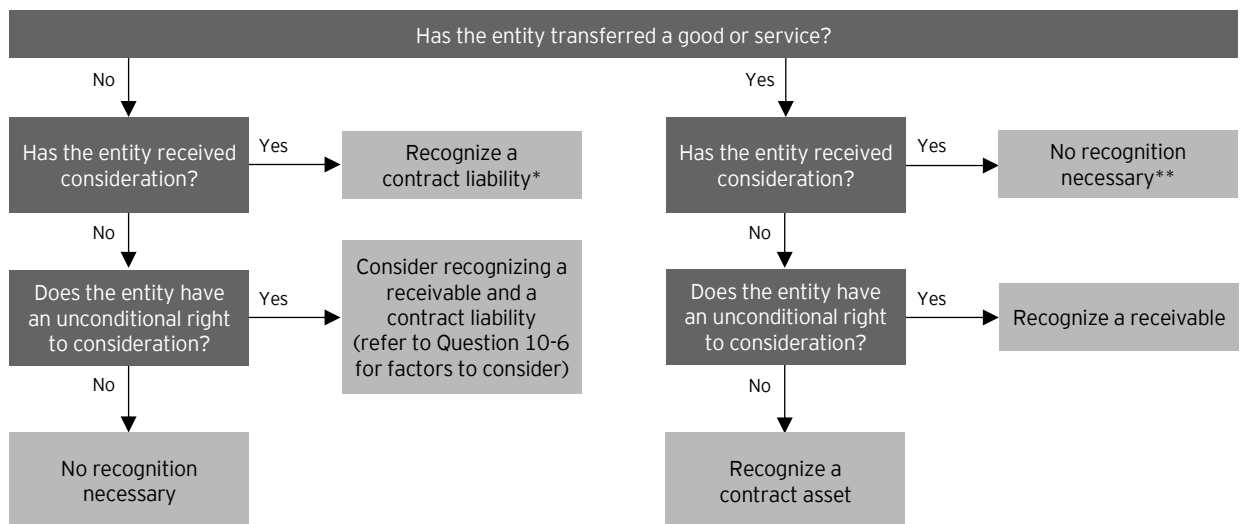 Has the entity transferred a good or service?
No
Yes
Has the entity received
consideration?
Yes
Recognize a
contract liability*
Has the entity received
consideration?
Yes
No recognition
necessary**
No
No
Does the entity have
an unconditional right
to consideration?
Yes
Consider recognizing a
receivable and a
contract liability
(refer to Question 10-6
for factors to consider)
Does the entity have
an unconditional right
to consideration?
Yes
Recognize a receivable
No
No
No recognition
necessary
Recognize a
contract asset